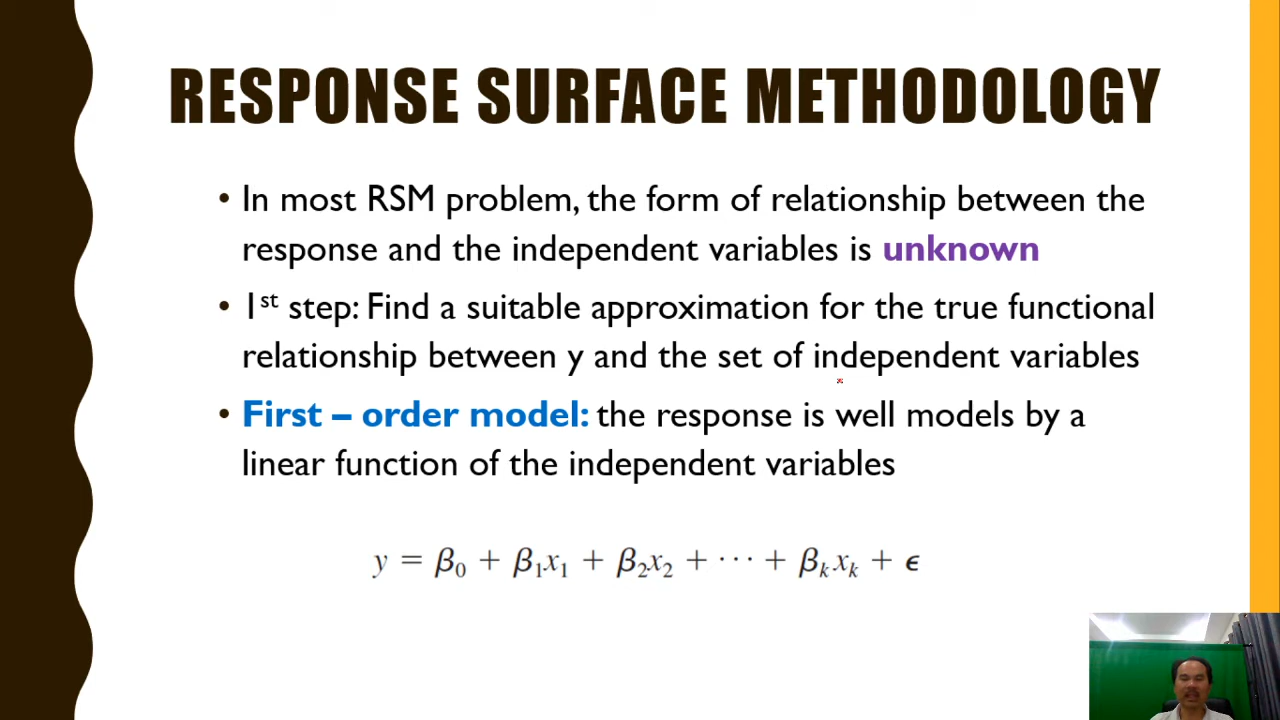 RESPONSE SURFACE METHODOLOGY
• In most RSM problem, the form of relationship between the
response and the independent variables is unknown
• 1st step: Find a suitable approximation for the true functional
relationship between y and the set of independent variables
• First – order model: the response is well models by a
linear function of the independent variables
y = β₀ + β₁x₁ + β₂x₂ + ⋯ + βₖxₖ + ϵ